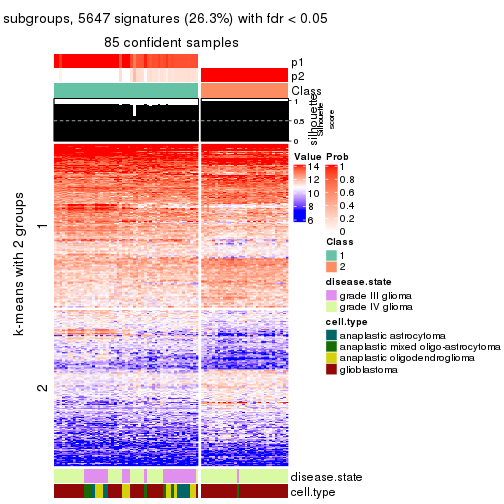 subgroups, 5647 signatures (26.3%) with fdr < 0.05
85 confident samples
p1
p2
Class
silhouette
Silhouette
score
1
0.5
0
k-means with 2 groups
1
2
Value
14
12
10
8
6
Prob
1
0.8
0.6
0.4
0.2
0
Class
1
2
disease.state
grade III glioma
grade IV glioma
cell.type
anaplastic astrocytoma
anaplastic mixed oligo-astrocytoma
anaplastic oligodendroglioma
glioblastoma
disease.state
cell.type